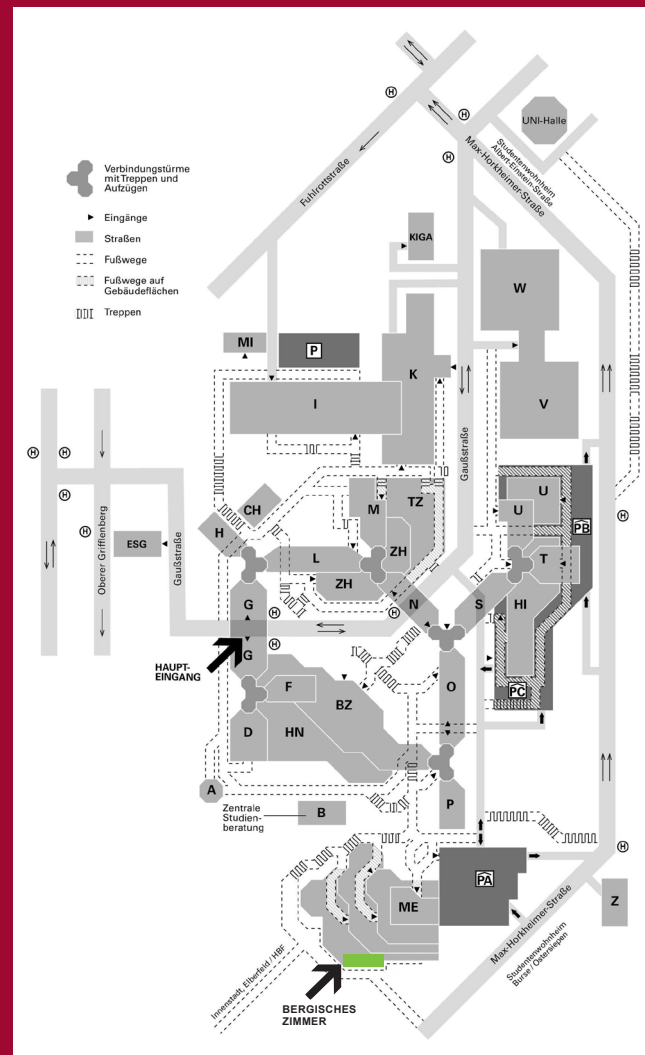 H
H
UNI-Halle
H
Max-Horkheimer-Straße
Studentenwohnheim
Albert-Einstein-Straße
Fuhlrottstraße
Verbindungstürme
mit Treppen und
Aufzügen
Eingänge
Straßen
Fußwege
Fußwege auf
Gebäudeflächen
Treppen
KIGA
W
MI
P
K
I
V
Gaußstraße
H
H
H
H
Oberer Grifflenberg
ESG
Gaußstraße
CH
H
M
TZ
U
U
PB
H
L
ZH
ZH
T
G
N
S
HI
H
H
H
G
HAUPT-
EINGANG
O
PC
F
BZ
D
HN
A
Zentrale
Studien-
beratung
B
P
H
PA
ME
Z
Max-Horkheimer-Straße
Studentenwohnheim
Burse / Ostersiepen
Innenstadt, Elberfeld / HBF
BERGISCHES
ZIMMER